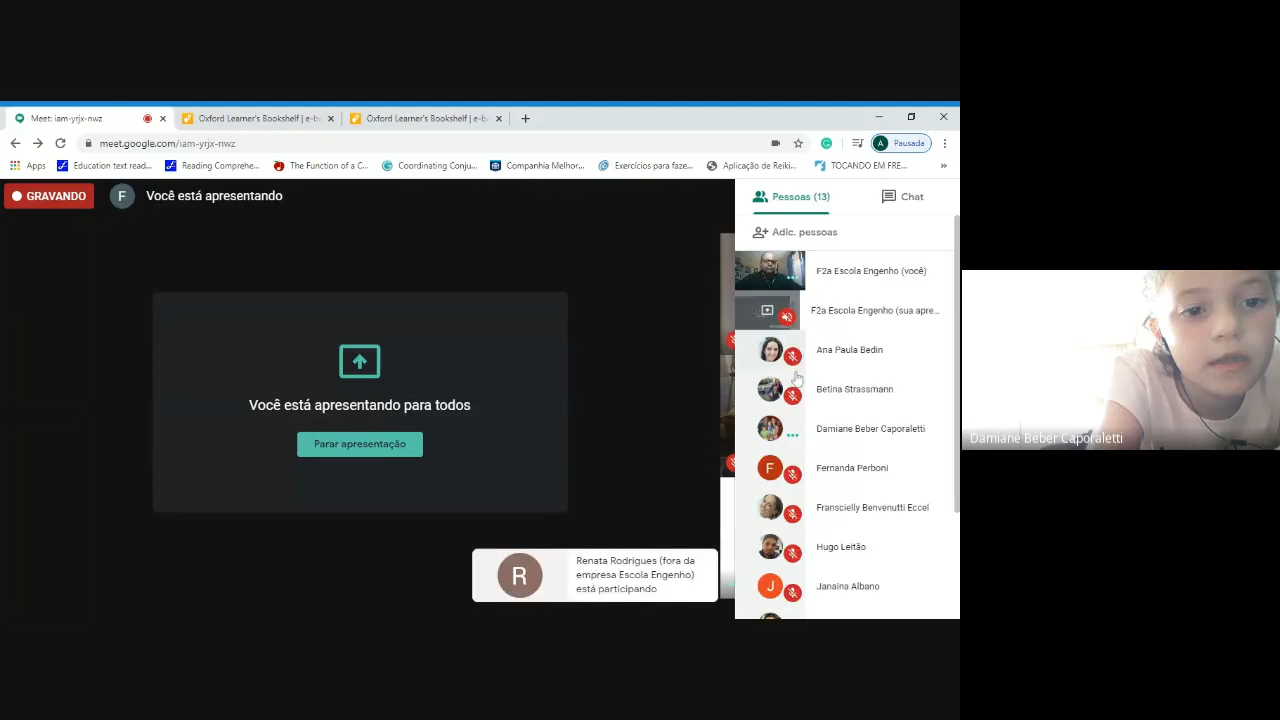 Meet: iam-yrjx-nwz
Oxford Learner's Bookshelf | e-b
Oxford Learner's Bookshelf | e-b
meet.google.com/iam-yrjx-nwz
A Pausada
Apps
Education text read...
Reading Comprehe...
The Function of a C...
Coordinating Conju...
Companhia Melhor...
Exercícios para faze...
Aplicação de Reiki...
TOCANDO EM FRE...
»
GRAVANDO
F
Você está apresentando
Você está apresentando para todos
Parar apresentação
R
Renata Rodrigues (fora da
empresa Escola Engenho)
está participando
Pessoas (13)
Chat
Adic. pessoas
F2a Escola Engenho (você)
F2a Escola Engenho (sua apre...
Ana Paula Bedin
Betina Strassmann
Damiane Beber Caporaletti
F
Fernanda Perboni
Franscielly Benvenutti Eccel
Hugo Leitão
J
Janaina Albano
Damiane Beber Caporaletti